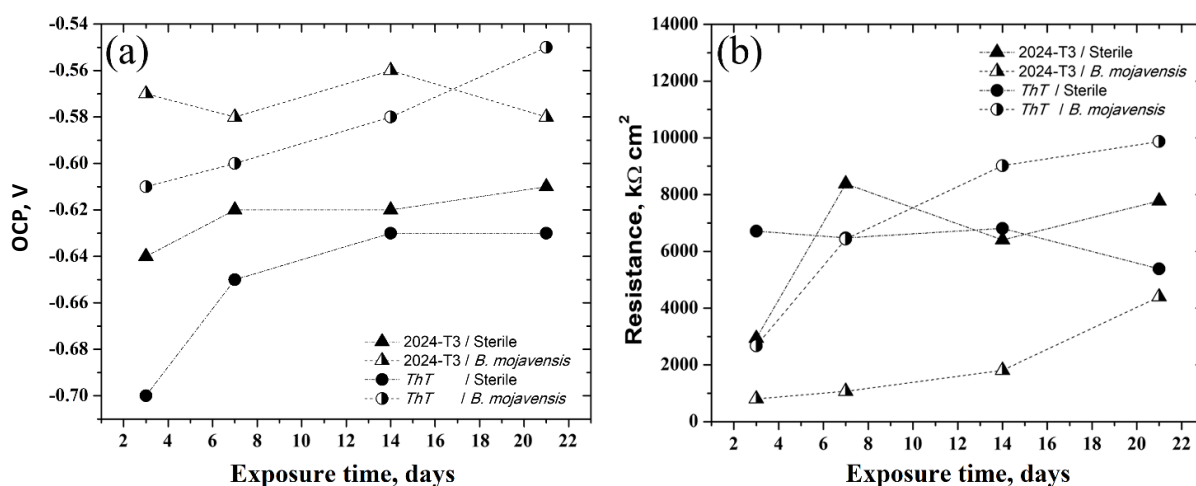 (a)
OCP, V
-0.54
-0.56
-0.58
-0.60
-0.62
-0.64
-0.66
-0.68
-0.70
2024-T3 / Sterile
2024-T3 / B. mojavensis
ThT / Sterile
ThT / B. mojavensis
2 4 6 8 10 12 14 16 18 20 22
Exposure time, days
(b)
Resistance, kΩ cm²
14000
12000
10000
8000
6000
4000
2000
0
2024-T3 / Sterile
2024-T3 / B. mojavensis
ThT / Sterile
ThT / B. mojavensis
2 4 6 8 10 12 14 16 18 20 22
Exposure time, days